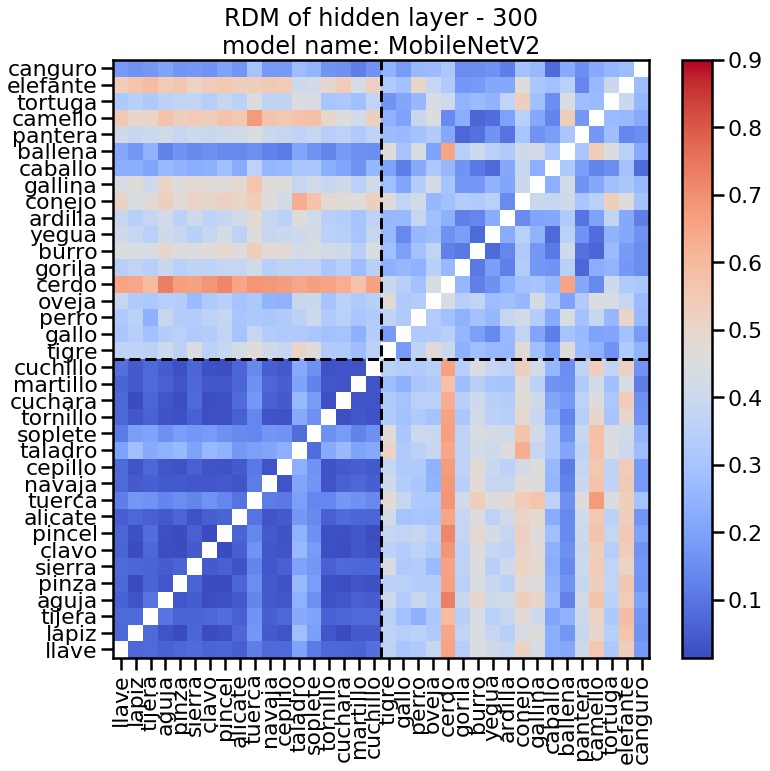 RDM of hidden layer - 300
model name: MobileNetV2
canguro
elefante
tortuga
camello
pantera
ballena
caballo
gallina
conejo
ardilla
yegua
burro
gorila
cerdo
oveja
perro
gallo
tigre
cuchillo
martillo
cuchara
tornillo
soplete
taladro
cepillo
navaja
tuerca
alicate
pincel
clavo
sierra
pinza
aguja
tijera
lapiz
llave
0.9
0.8
0.7
0.6
0.5
0.4
0.3
0.2
0.1
llave
lapiz
tijera
aguja
pinza
sierra
clavo
pincel
alicate
tuerca
navaja
cepillo
taladro
soplete
tornillo
cuchara
martillo
cuchillo
tigre
gallo
perro
oveja
cerdo
gorila
burro
yegua
ardilla
conejo
gallina
caballo
ballena
pantera
camello
tortuga
elefante
canguro